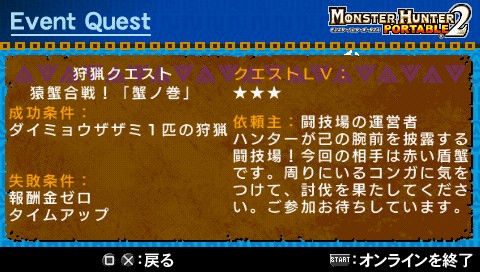 Event Quest
MONSTER HUNTER
PORTABLE 2
狩猟クエスト
猿蟹合戦！「蟹ノ巻」
成功条件：
ダイミョウザザミ１匹の狩猟
失敗条件：
報酬金ゼロ
タイムアップ
クエストＬＶ：
★★★
依頼主：闘技場の運営者
ハンターが己の腕前を披露する
闘技場！今回の相手は赤い盾蟹
です。周りにいるコンガに気を
つけて、討伐を果たしてくださ
い。ご参加お待ちしています。
:戻る
START:オンラインを終了